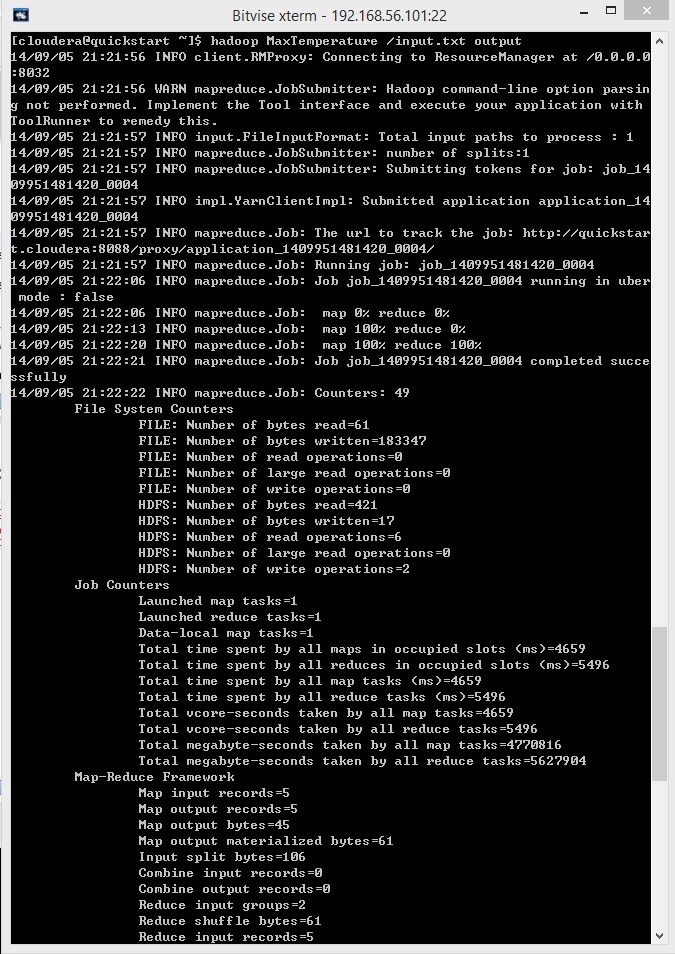 Bitvise xterm - 192.168.56.101:22
[cloudera@quickstart ~]$ hadoop MaxTemperature /input.txt output
14/09/05 21:21:56 INFO client.RMProxy: Connecting to ResourceManager at /0.0.0.0
:8032
14/09/05 21:21:56 WARN mapreduce.JobSubmitter: Hadoop command-line option parsin
g not performed. Implement the Tool interface and execute your application with
ToolRunner to remedy this.
14/09/05 21:21:57 INFO input.FileInputFormat: Total input paths to process : 1
14/09/05 21:21:57 INFO mapreduce.JobSubmitter: number of splits:1
14/09/05 21:21:57 INFO mapreduce.JobSubmitter: Submitting tokens for job: job_14
09951481420_0004
14/09/05 21:21:57 INFO impl.YarnClientImpl: Submitted application application_14
09951481420_0004
14/09/05 21:21:57 INFO mapreduce.Job: The url to track the job: http://quickstar
t.cloudera:8088/proxy/application_1409951481420_0004/
14/09/05 21:21:57 INFO mapreduce.Job: Running job: job_1409951481420_0004
14/09/05 21:22:06 INFO mapreduce.Job: Job job_1409951481420_0004 running in uber
 mode : false
14/09/05 21:22:06 INFO mapreduce.Job:  map 0% reduce 0%
14/09/05 21:22:13 INFO mapreduce.Job:  map 100% reduce 0%
14/09/05 21:22:20 INFO mapreduce.Job:  map 100% reduce 100%
14/09/05 21:22:21 INFO mapreduce.Job: Job job_1409951481420_0004 completed succe
ssfully
14/09/05 21:22:22 INFO mapreduce.Job: Counters: 49
File System Counters
FILE: Number of bytes read=61
FILE: Number of bytes written=183347
FILE: Number of read operations=0
FILE: Number of large read operations=0
FILE: Number of write operations=0
HDFS: Number of bytes read=421
HDFS: Number of bytes written=17
HDFS: Number of read operations=6
HDFS: Number of large read operations=0
HDFS: Number of write operations=2
Job Counters
Launched map tasks=1
Launched reduce tasks=1
Data-local map tasks=1
Total time spent by all maps in occupied slots (ms)=4659
Total time spent by all reduces in occupied slots (ms)=5496
Total time spent by all map tasks (ms)=4659
Total time spent by all reduce tasks (ms)=5496
Total vcore-seconds taken by all map tasks=4659
Total vcore-seconds taken by all reduce tasks=5496
Total megabyte-seconds taken by all map tasks=4770816
Total megabyte-seconds taken by all reduce tasks=5627904
Map-Reduce Framework
Map input records=5
Map output records=5
Map output bytes=45
Map output materialized bytes=61
Input split bytes=106
Combine input records=0
Combine output records=0
Reduce input groups=2
Reduce shuffle bytes=61
Reduce input records=5